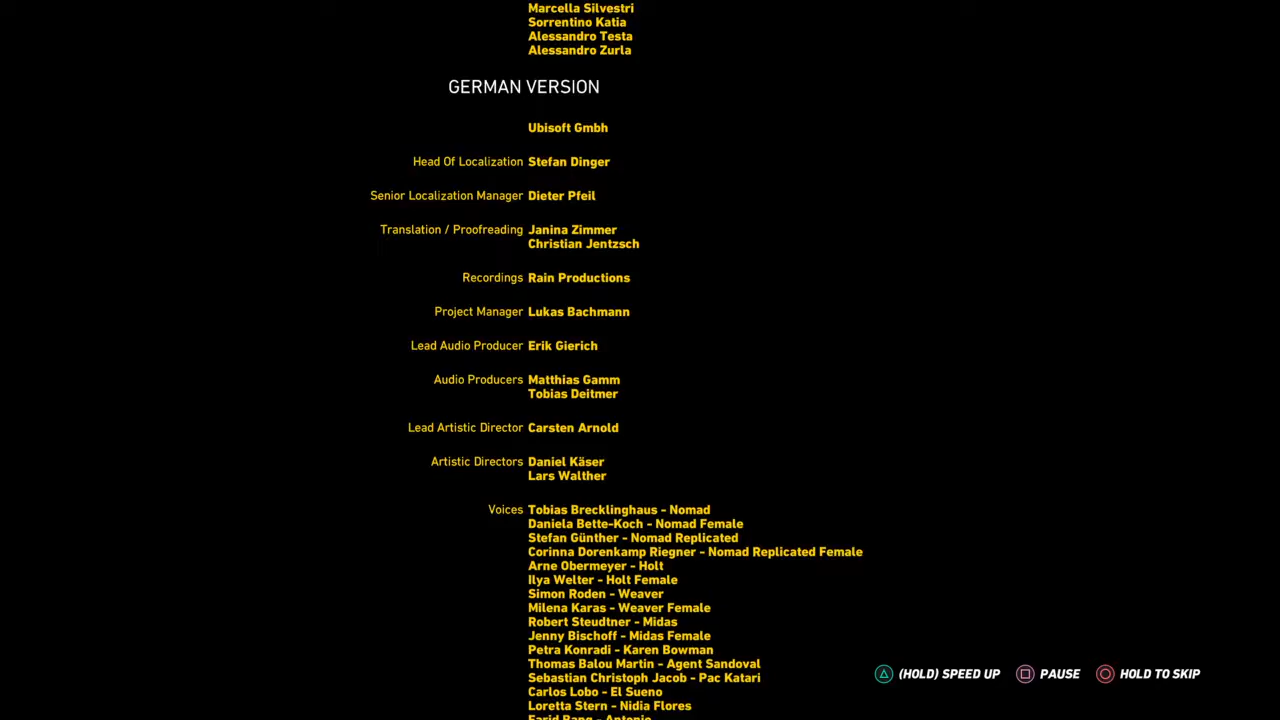 Marcella Silvestri
Sorrentino Katia
Alessandro Testa
Alessandro Zurla
GERMAN VERSION
Ubisoft Gmbh
Head Of Localization Stefan Dinger
Senior Localization Manager Dieter Pfeil
Translation / Proofreading Janina Zimmer
Christian Jentzsch
Recordings Rain Productions
Project Manager Lukas Bachmann
Lead Audio Producer Erik Gierich
Audio Producers Matthias Gamm
Tobias Deitmer
Lead Artistic Director Carsten Arnold
Artistic Directors Daniel Käser
Lars Walther
Voices Tobias Brecklinghaus - Nomad
Daniela Bette-Koch - Nomad Female
Stefan Günther - Nomad Replicated
Corinna Dorenkamp Riegner - Nomad Replicated Female
Arne Obermeyer - Holt
Ilya Welter - Holt Female
Simon Roden - Weaver
Milena Karas - Weaver Female
Robert Steudtner - Midas
Jenny Bischoff - Midas Female
Petra Konradi - Karen Bowman
Thomas Balou Martin - Agent Sandoval
Sebastian Christoph Jacob - Pac Katari
Carlos Lobo - El Sueno
Loretta Stern - Nidia Flores
Farid Bang - Antonio
(HOLD) SPEED UP PAUSE HOLD TO SKIP